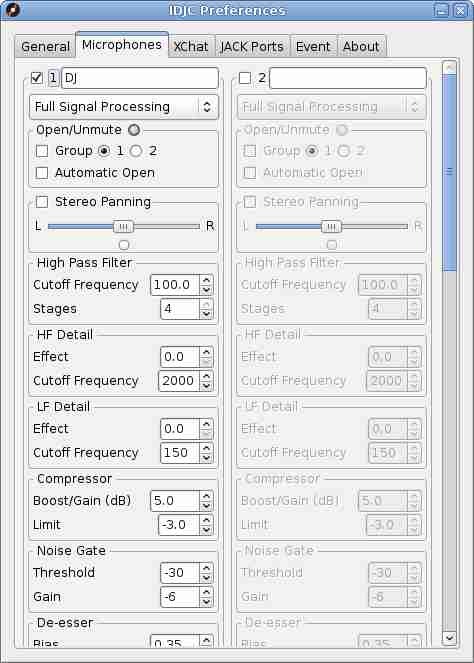 IDJC Preferences
General Microphones XChat JACK Ports Event About
1 DJ
Full Signal Processing
Open/Unmute
Group 1 2
Automatic Open
Stereo Panning
L R
High Pass Filter
Cutoff Frequency 100.0
Stages 4
HF Detail
Effect 0.0
Cutoff Frequency 2000
LF Detail
Effect 0.0
Cutoff Frequency 150
Compressor
Boost/Gain (dB) 5.0
Limit -3.0
Noise Gate
Threshold -30
Gain -6
De-esser
Bias 0.35
2
Full Signal Processing
Open/Unmute
Group 1 2
Automatic Open
Stereo Panning
L R
High Pass Filter
Cutoff Frequency 100.0
Stages 4
HF Detail
Effect 0.0
Cutoff Frequency 2000
LF Detail
Effect 0.0
Cutoff Frequency 150
Compressor
Boost/Gain (dB) 5.0
Limit -3.0
Noise Gate
Threshold -30
Gain -6
De-esser
Bias 0.35